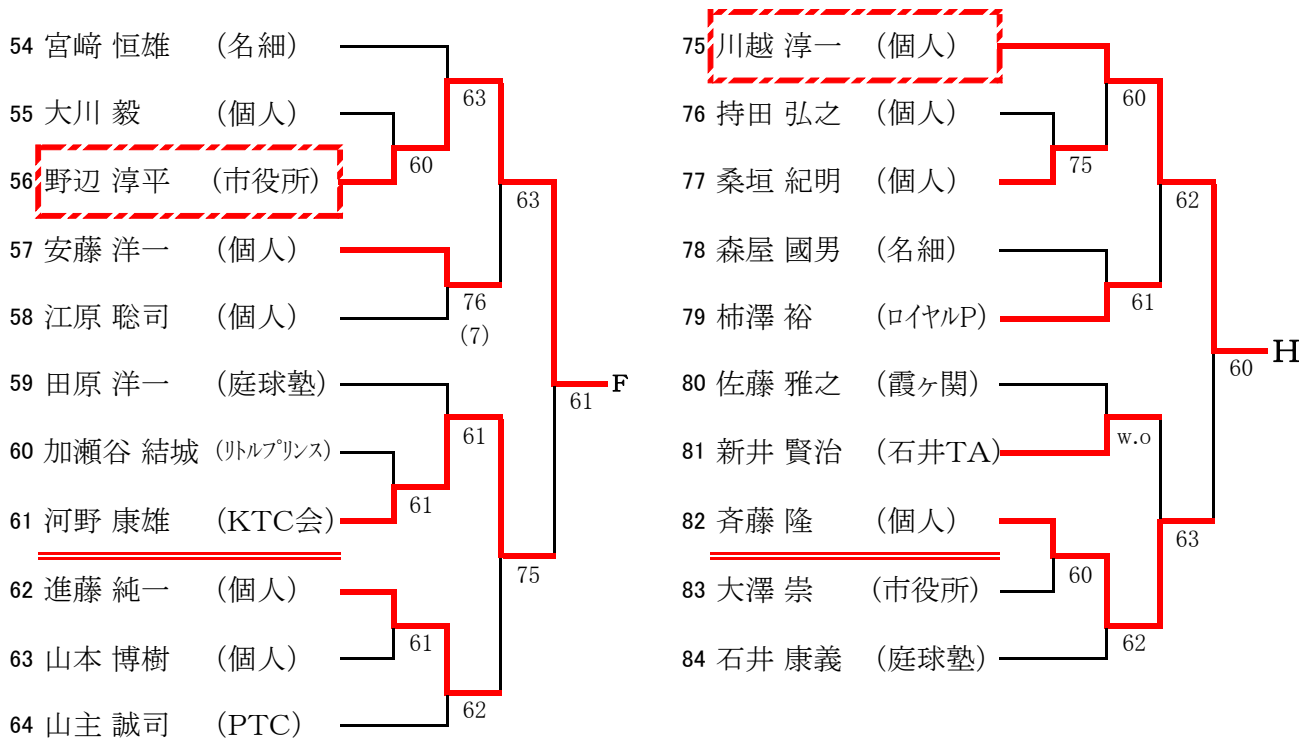 54 宮﨑 恒雄 (名細)
63
55 大川 毅 (個人)
60
56 野辺 淳平 (市役所)
63
57 安藤 洋一 (個人)
76
(7)
58 江原 聡司 (個人)
61 F
59 田原 洋一 (庭球塾)
61
60 加瀬谷 結城 (リトルプリンス)
61
61 河野 康雄 (KTC会)
75
62 進藤 純一 (個人)
61
63 山本 博樹 (個人)
62
64 山主 誠司 (PTC)
75 川越 淳一 (個人)
60
76 持田 弘之 (個人)
75
77 桑垣 紀明 (個人)
62
78 森屋 國男 (名細)
61
79 柿澤 裕 (ロイヤルP)
60 H
80 佐藤 雅之 (霞ヶ関)
w.o
81 新井 賢治 (石井TA)
82 斉藤 隆 (個人)
63
60
83 大澤 崇 (市役所)
62
84 石井 康義 (庭球塾)